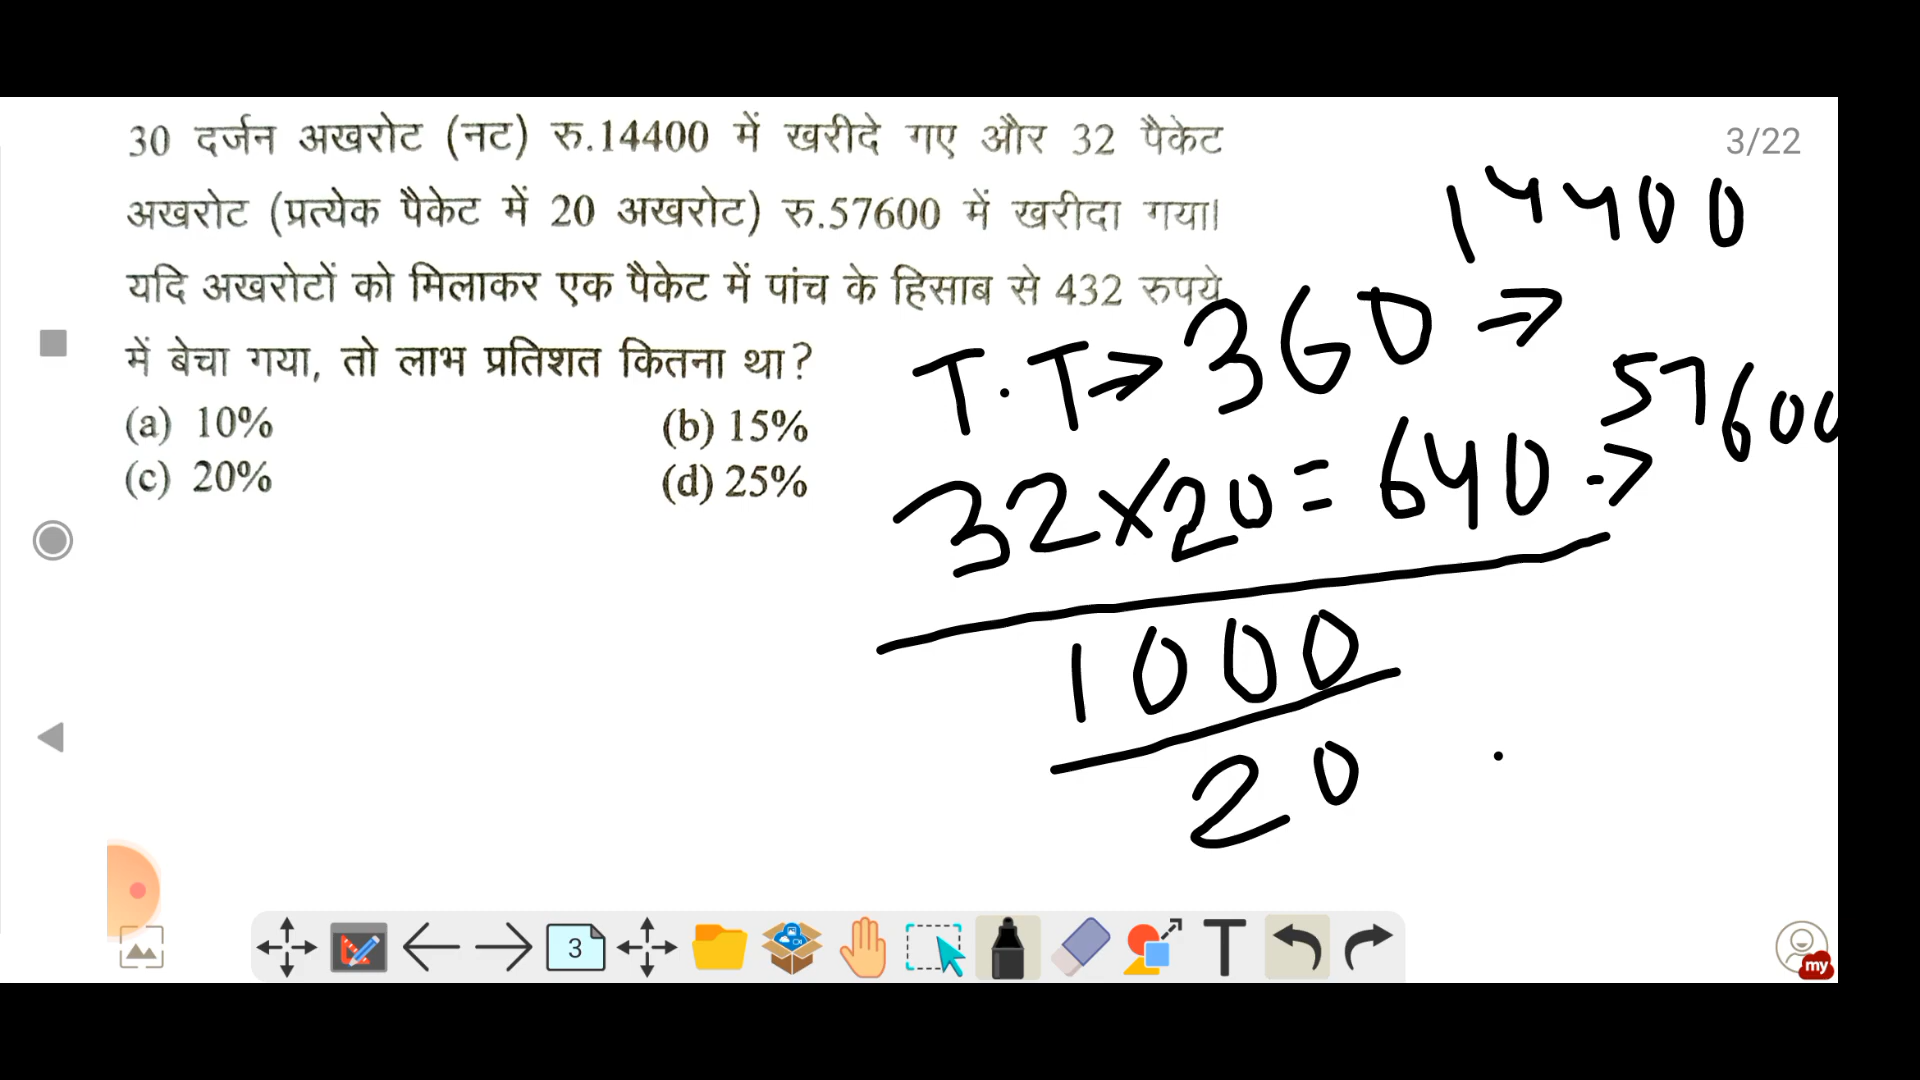 30 दर्जन अखरोट (नट) रु.14400 में खरीदे गए और 32 पैकेट
अखरोट (प्रत्येक पैकेट में 20 अखरोट) रु.57600 में खरीदा गया।
यदि अखरोटों को मिलाकर एक पैकेट में पांच के हिसाब से 432 रुपये
में बेचा गया, तो लाभ प्रतिशत कितना था?
(a) 10% (b) 15%
(c) 20% (d) 25%
3/22
14400
T.T→ 360 →
57600
32×20=640 →
1000
20
3
T
my